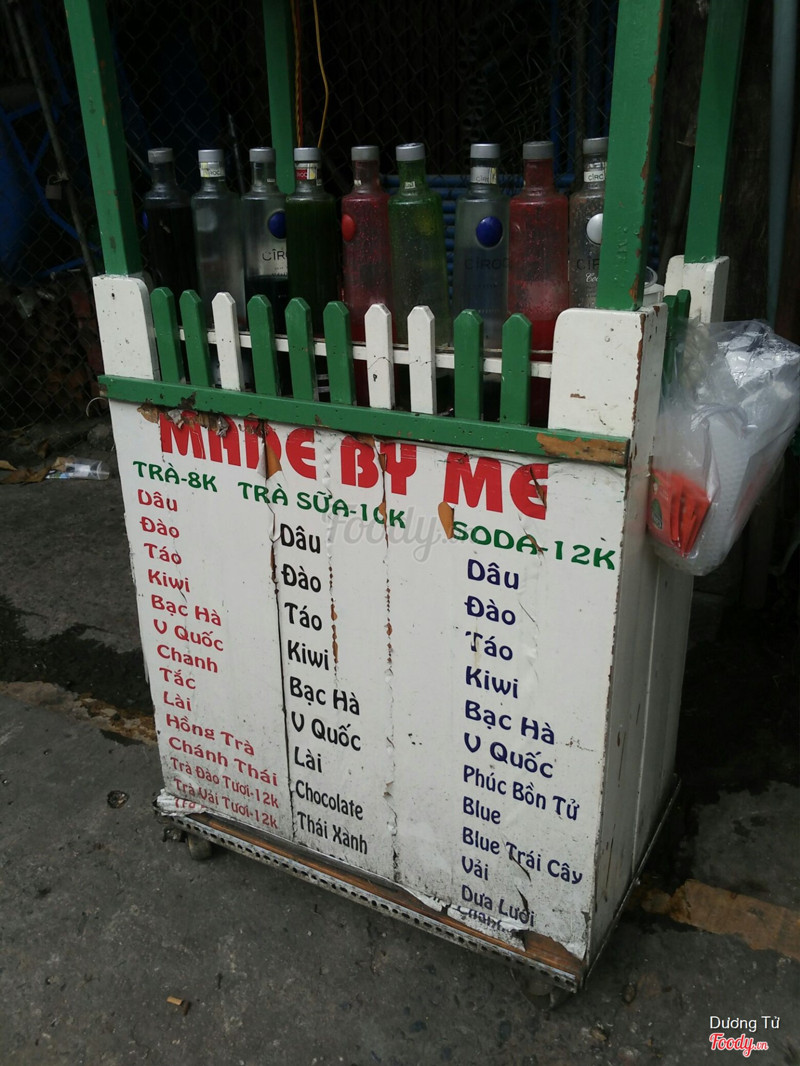 MADE BY ME
TRÀ-8K
Dâu
Đào
Táo
Kiwi
Bạc Hà
V Quốc
Chanh
Tắc
Lài
Hồng Trà
Chánh Thái
Trà Đào Tươi-12k
Trà Vải Tươi-12k
TRÀ SỮA-10K
Dâu
Đào
Táo
Kiwi
Bạc Hà
V Quốc
Lài
Chocolate
Thái Xanh
SODA-12K
Dâu
Đào
Táo
Kiwi
Bạc Hà
V Quốc
Phúc Bồn Tử
Blue
Blue Trái Cây
Vải
Dưa Lưới
Foody.vn
Dương Tử
Foody.vn